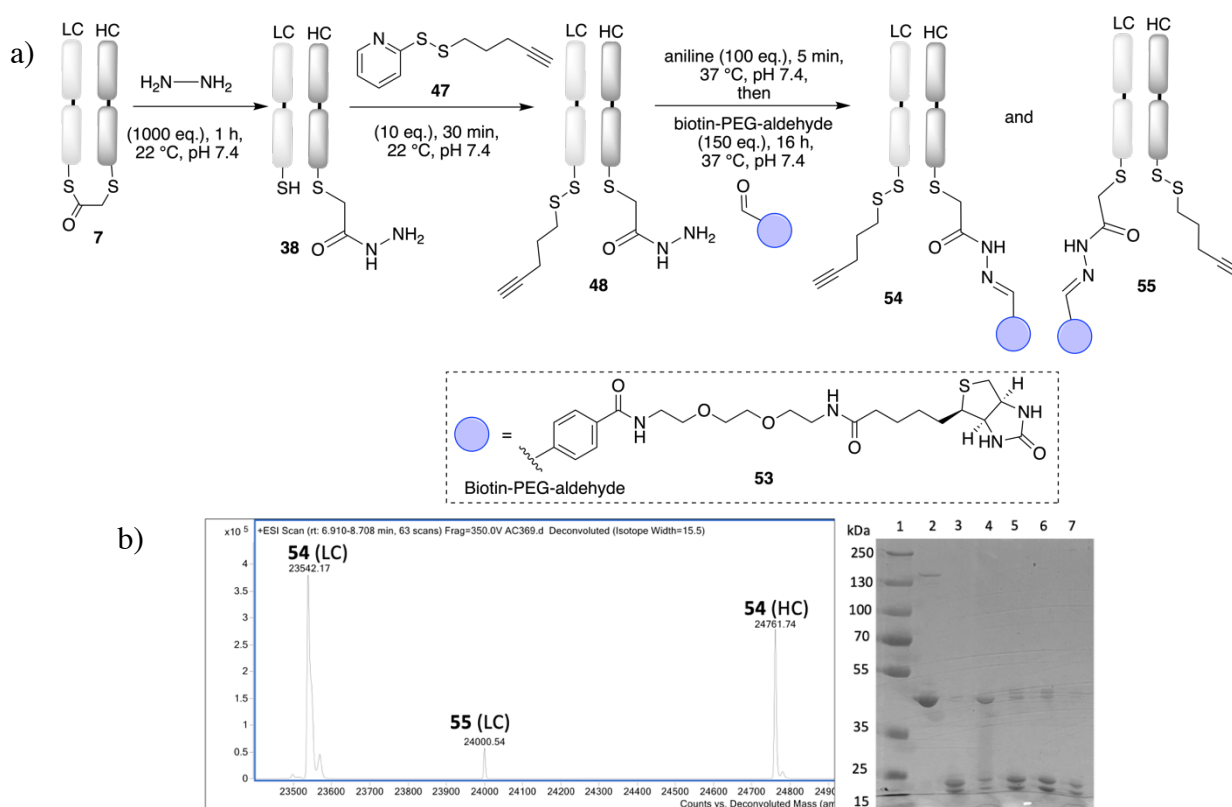 a)
LC HC
S
S
O
7
H₂N NH₂
(1000 eq.), 1 h,
22 °C, pH 7.4
LC HC
SH
S
O
N
H
NH₂
38
N
S
S
47
(10 eq.), 30 min,
22 °C, pH 7.4
LC HC
S
S
S
O
N
H
NH₂
48
aniline (100 eq.), 5 min,
37 °C, pH 7.4,
then
biotin-PEG-aldehyde
(150 eq.), 16 h,
37 °C, pH 7.4
O
LC HC
S
S
S
O
NH
N
54
and
LC HC
S
S
S
HN
O
N
55
=
O
N
H
O
O
H
N
O
S
H
H
NH
HN
O
53
Biotin-PEG-aldehyde
b)
x10 5
+ESI Scan (rt: 6.910-8.708 min, 63 scans) Frag=350.0V AC369.d Deconvoluted (Isotope Width=15.5)
4
3.5
3
2.5
2
1.5
1
0.5
0
54 (LC)
23542.17
55 (LC)
24000.54
54 (HC)
24761.74
23500 23600 23700 23800 23900 24000 24100 24200 24300 24400 24500 24600 24700 24800 2490
Counts vs. Deconvoluted Mass (am
kDa 1 2 3 4 5 6 7
250
130
100
70
55
35
25
15